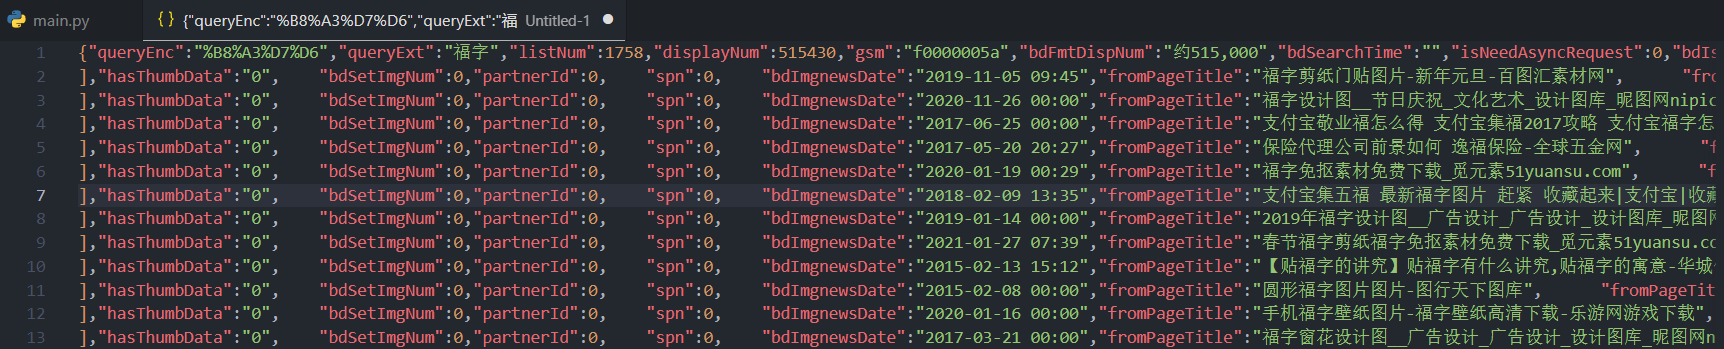 main.py {"queryEnc":"%B8%A3%D7%D6","queryExt":"福 Untitled-1
1 {"queryEnc":"%B8%A3%D7%D6","queryExt":"福字","listNum":1758,"displayNum":515430,"gsm":"f0000005a","bdFmtDispNum":"约515,000","bdSearchTime":"","isNeedAsyncRequest":0,"bdIs
2 ],"hasThumbData":"0", "bdSetImgNum":0,"partnerId":0, "spn":0, "bdImgnewsDate":"2019-11-05 09:45","fromPageTitle":"福字剪纸门贴图片-新年元旦-百图汇素材网", "fro
3 ],"hasThumbData":"0", "bdSetImgNum":0,"partnerId":0, "spn":0, "bdImgnewsDate":"2020-11-26 00:00","fromPageTitle":"福字设计图__节日庆祝_文化艺术_设计图库_昵图网nipic
4 ],"hasThumbData":"0", "bdSetImgNum":0,"partnerId":0, "spn":0, "bdImgnewsDate":"2017-06-25 00:00","fromPageTitle":"支付宝敬业福怎么得 支付宝集福2017攻略 支付宝福字怎
5 ],"hasThumbData":"0", "bdSetImgNum":0,"partnerId":0, "spn":0, "bdImgnewsDate":"2017-05-20 20:27","fromPageTitle":"保险代理公司前景如何 逸福保险-全球五金网", "f
6 ],"hasThumbData":"0", "bdSetImgNum":0,"partnerId":0, "spn":0, "bdImgnewsDate":"2020-01-19 00:29","fromPageTitle":"福字免抠素材免费下载_觅元素51yuansu.com", "f
7 ],"hasThumbData":"0", "bdSetImgNum":0,"partnerId":0, "spn":0, "bdImgnewsDate":"2018-02-09 13:35","fromPageTitle":"支付宝集五福 最新福字图片 赶紧 收藏起来|支付宝|收藏
8 ],"hasThumbData":"0", "bdSetImgNum":0,"partnerId":0, "spn":0, "bdImgnewsDate":"2019-01-14 00:00","fromPageTitle":"2019年福字设计图__广告设计_广告设计_设计图库_昵图网
9 ],"hasThumbData":"0", "bdSetImgNum":0,"partnerId":0, "spn":0, "bdImgnewsDate":"2021-01-27 07:39","fromPageTitle":"春节福字剪纸福字免抠素材免费下载_觅元素51yuansu.co
10 ],"hasThumbData":"0", "bdSetImgNum":0,"partnerId":0, "spn":0, "bdImgnewsDate":"2015-02-13 15:12","fromPageTitle":"【贴福字的讲究】贴福字有什么讲究,贴福字的寓意-华城
11 ],"hasThumbData":"0", "bdSetImgNum":0,"partnerId":0, "spn":0, "bdImgnewsDate":"2015-02-08 00:00","fromPageTitle":"圆形福字图片图片-图行天下图库", "fromPageTit
12 ],"hasThumbData":"0", "bdSetImgNum":0,"partnerId":0, "spn":0, "bdImgnewsDate":"2020-01-16 00:00","fromPageTitle":"手机福字壁纸图片-福字壁纸高清下载-乐游网游戏下载",
13 ],"hasThumbData":"0", "bdSetImgNum":0,"partnerId":0, "spn":0, "bdImgnewsDate":"2017-03-21 00:00","fromPageTitle":"福字窗花设计图__广告设计_广告设计_设计图库_昵图网n